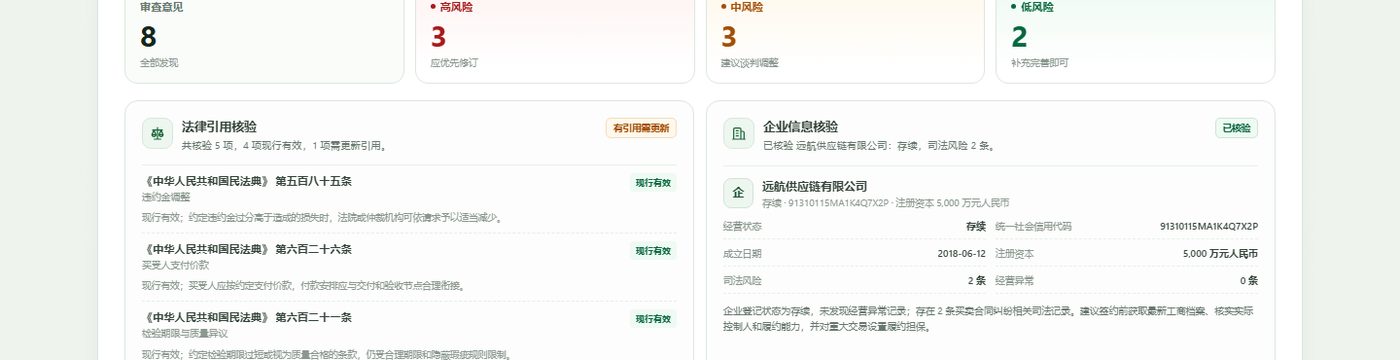 审查意见
8
全部发现
高风险
3
应优先修订
中风险
3
建议谈判调整
低风险
2
补充完善即可
法律引用核验
共核验 5 项，4 项现行有效，1 项需更新引用。
有引用需更新
《中华人民共和国民法典》 第五百八十五条
现行有效
违约金调整
现行有效；约定违约金过分高于造成的损失时，法院或仲裁机构可依请求予以适当减少。
《中华人民共和国民法典》 第六百二十六条
现行有效
买受人支付价款
现行有效；买受人应按约定支付价款，付款安排应与交付和验收节点合理衔接。
《中华人民共和国民法典》 第六百二十一条
现行有效
检验期限与质量异议
现行有效；约定检验期限过短或视为质量合格的条款，仍受合理期限和隐蔽瑕疵规则限制。
企业信息核验
已核验 远航供应链有限公司：存续，司法风险 2 条。
已核验
企
远航供应链有限公司
存续 · 91310115MA1K4Q7X2P · 注册资本 5,000 万元人民币
经营状态 存续 统一社会信用代码 91310115MA1K4Q7X2P
成立日期 2018-06-12 注册资本 5,000 万元人民币
司法风险 2 条 经营异常 0 条
企业登记状态为存续，未发现经营异常记录；存在 2 条买卖合同纠纷相关司法记录。建议签约前获取最新工商档案、核实实际
控制人和履约能力，并对重大交易设置履约担保。